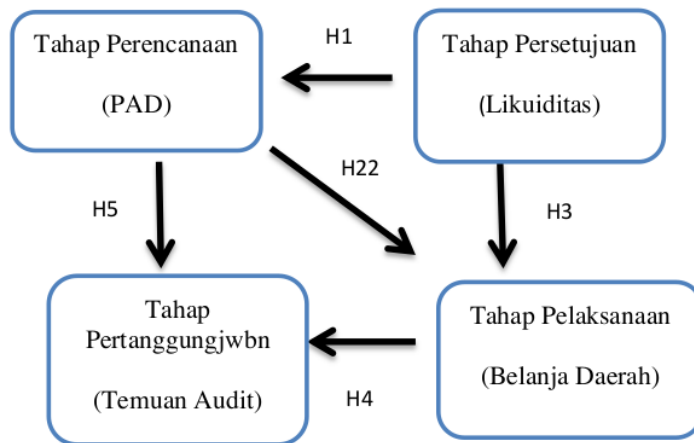 Tahap Perencanaan
(PAD)
H1
Tahap Persetujuan
(Likuiditas)
H5
H22
H3
Tahap
Pertanggungjwbn
(Temuan Audit)
H4
Tahap Pelaksanaan
(Belanja Daerah)